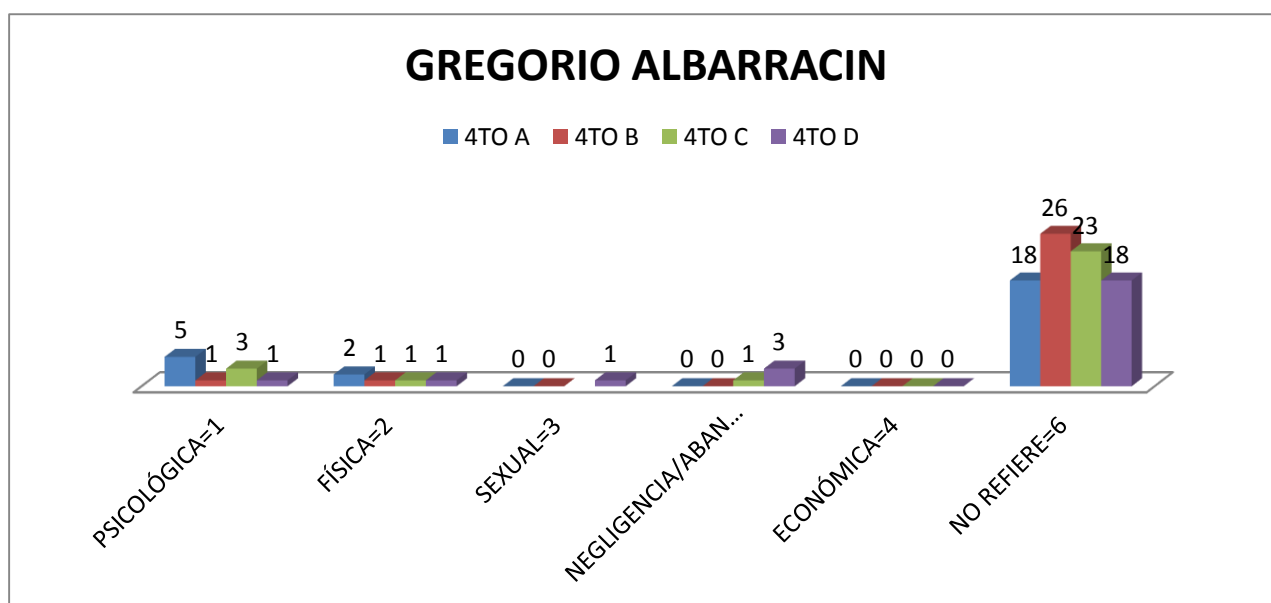 GREGORIO ALBARRACIN
4TO A 4TO B 4TO C 4TO D
5 1 3 1 2 1 1 1 0 0 1 0 0 1 3 0 0 0 0 18 26 23 18
PSICOLÓGICA=1
FÍSICA=2
SEXUAL=3
NEGLIGENCIA/ABAN...
ECONÓMICA=4
NO REFIERE=6